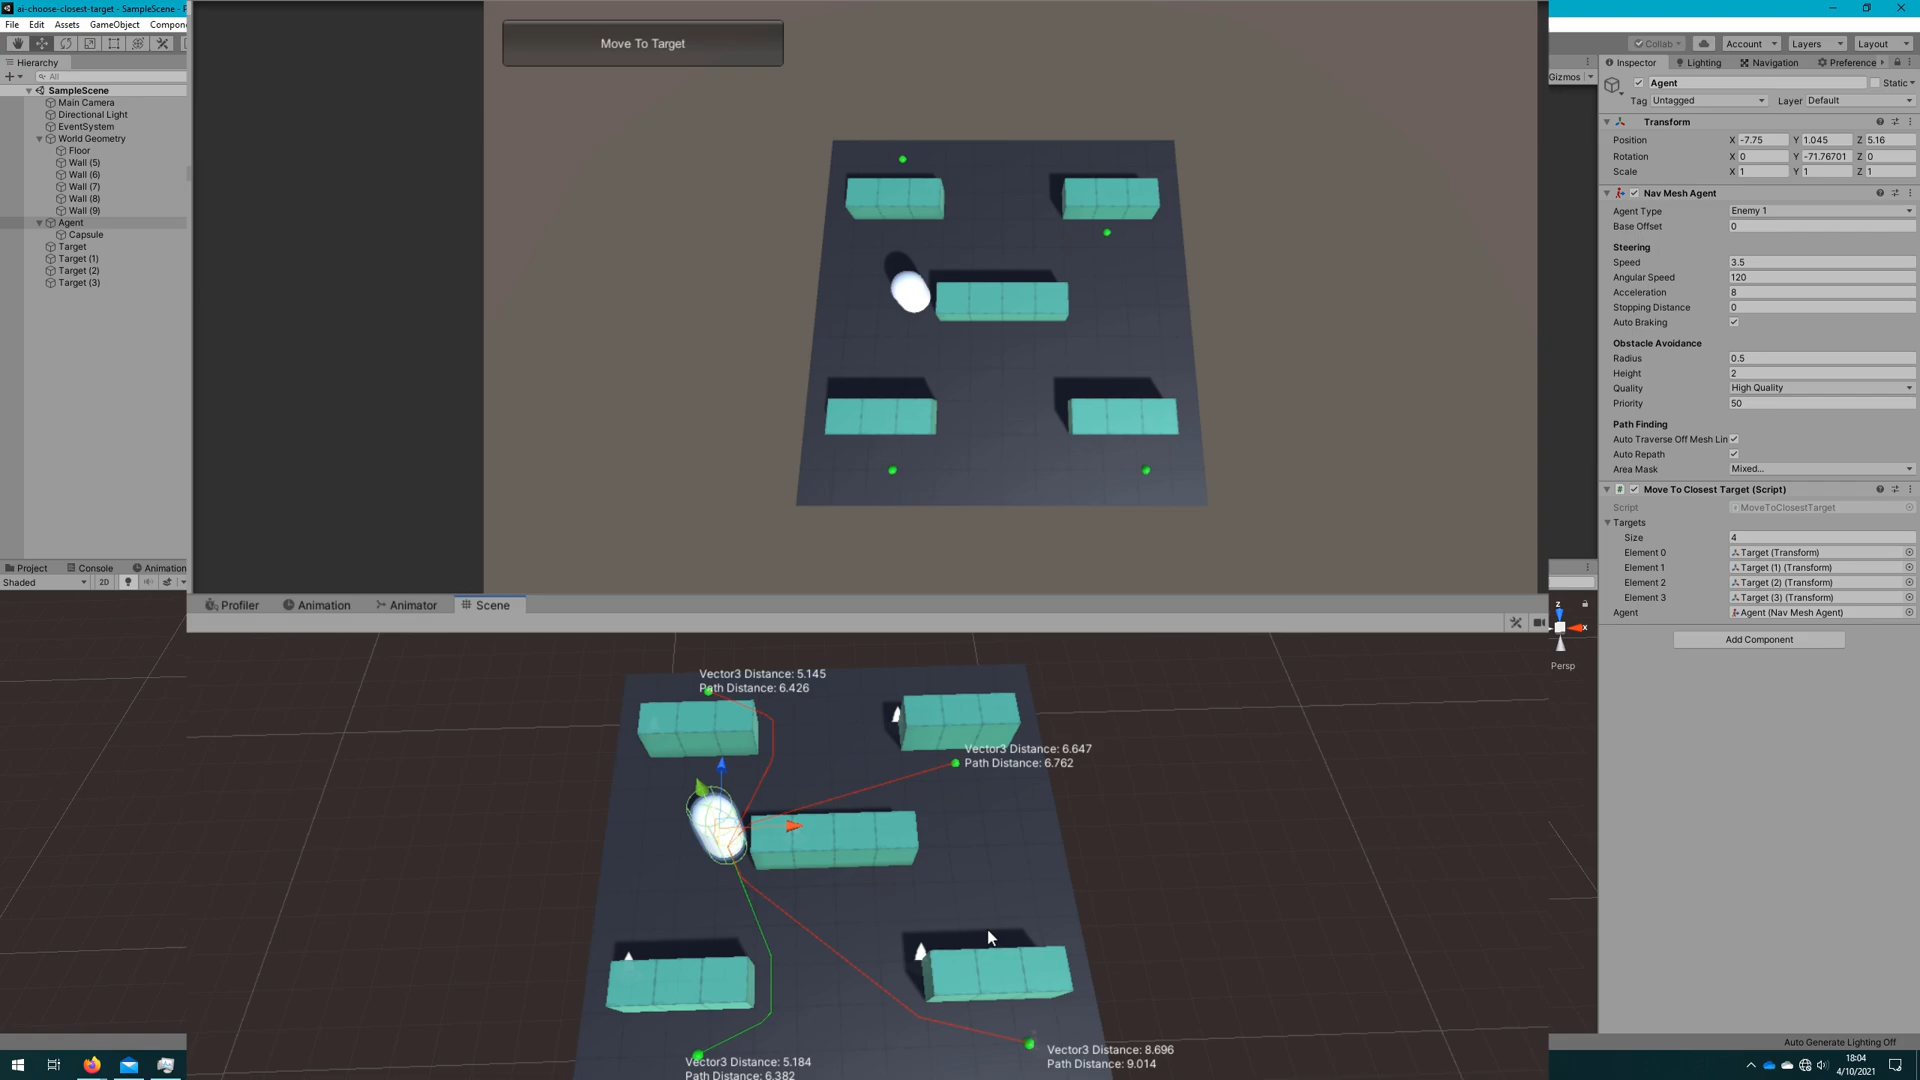 ai-choose-closest-target - SampleScene - P
File Edit Assets GameObject Compon
Move To Target
Collab
Account
Layers
Layout
Hierarchy
All
SampleScene
Main Camera
Directional Light
EventSystem
World Geometry
Floor
Wall (5)
Wall (6)
Wall (7)
Wall (8)
Wall (9)
Agent
Capsule
Target
Target (1)
Target (2)
Target (3)
Gizmos
Inspector Lighting Navigation Preference
Agent Static
Tag Untagged Layer Default
Transform
Position X -7.75 Y 1.045 Z 5.16
Rotation X 0 Y -71.76701 Z 0
Scale X 1 Y 1 Z 1
Nav Mesh Agent
Agent Type Enemy 1
Base Offset 0
Steering
Speed 3.5
Angular Speed 120
Acceleration 8
Stopping Distance 0
Auto Braking
Obstacle Avoidance
Radius 0.5
Height 2
Quality High Quality
Priority 50
Path Finding
Auto Traverse Off Mesh Lin
Auto Repath
Area Mask Mixed...
Move To Closest Target (Script)
Script MoveToClosestTarget
Targets
Size 4
Element 0 Target (Transform)
Element 1 Target (1) (Transform)
Element 2 Target (2) (Transform)
Element 3 Target (3) (Transform)
Agent Agent (Nav Mesh Agent)
Add Component
Project Console Animation
Shaded 2D
Profiler Animation Animator Scene
z
x
Persp
Vector3 Distance: 5.145
Path Distance: 6.426
Vector3 Distance: 6.647
Path Distance: 6.762
Vector3 Distance: 5.184
Path Distance: 6.382
Vector3 Distance: 8.696
Path Distance: 9.014
Auto Generate Lighting Off
18:04
4/10/2021